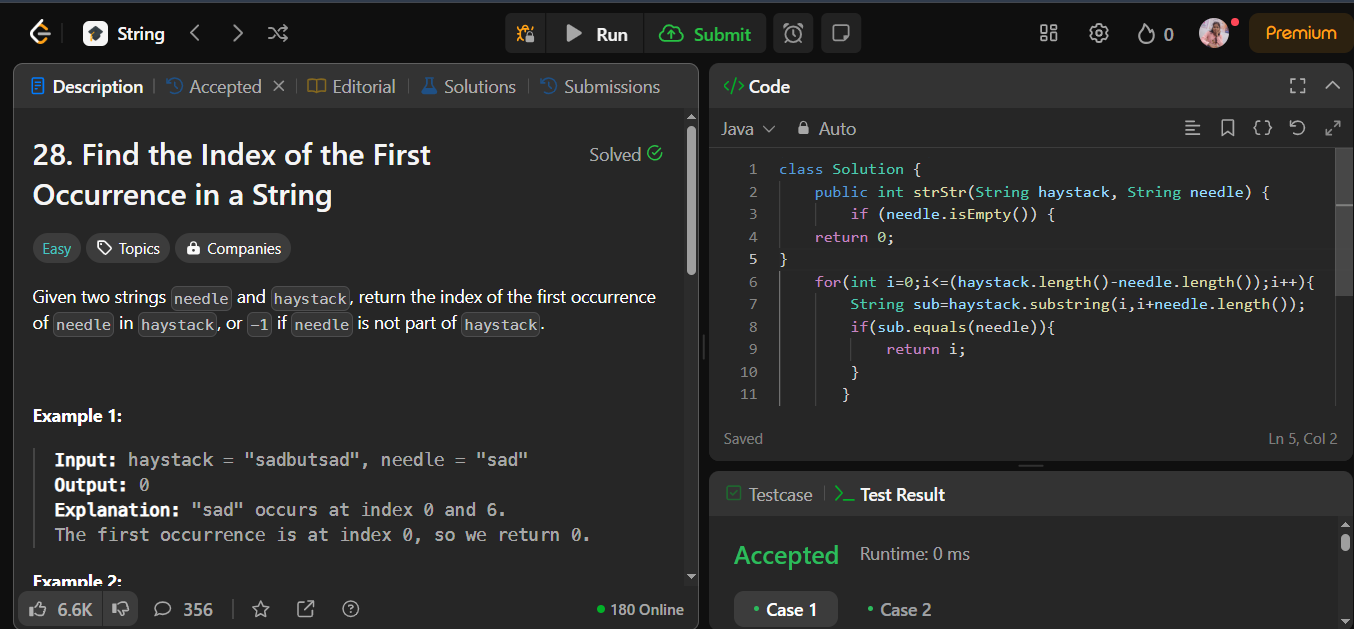 String
Run
Submit
0
Premium
Description
Accepted
Editorial
Solutions
Submissions
28. Find the Index of the First
Occurrence in a String
Solved
Easy
Topics
Companies
Given two strings needle and haystack, return the index of the first occurrence
of needle in haystack, or -1 if needle is not part of haystack.
Example 1:
Input: haystack = "sadbutsad", needle = "sad"
Output: 0
Explanation: "sad" occurs at index 0 and 6.
The first occurrence is at index 0, so we return 0.
Example 2:
6.6K
356
180 Online
</> Code
Java
Auto
1 class Solution {
2 public int strStr(String haystack, String needle) {
3 if (needle.isEmpty()) {
4 return 0;
5 }
6 for(int i=0;i<=(haystack.length()-needle.length());i++){
7 String sub=haystack.substring(i,i+needle.length());
8 if(sub.equals(needle)){
9 return i;
10 }
11 }
Saved
Ln 5, Col 2
Testcase
>_ Test Result
Accepted
Runtime: 0 ms
• Case 1
• Case 2